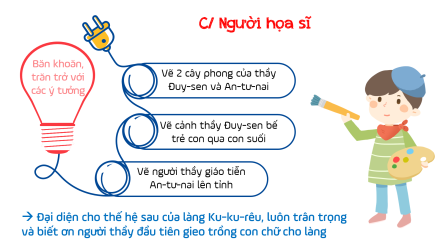 C/ Người họa sĩ
Băn khoăn,
trăn trở với
các ý tưởng
Vẽ 2 cây phong của thầy
Đuy-sen và An-tư-nai
Vẽ cảnh thầy Đuy-sen bế
trẻ con qua con suối
Vẽ người thầy giáo tiễn
An-tư-nai lên tỉnh
→ Đại diện cho thế hệ sau của làng Ku-ku-rêu, luôn trân trọng
và biết ơn người thầy đầu tiên gieo trồng con chữ cho làng